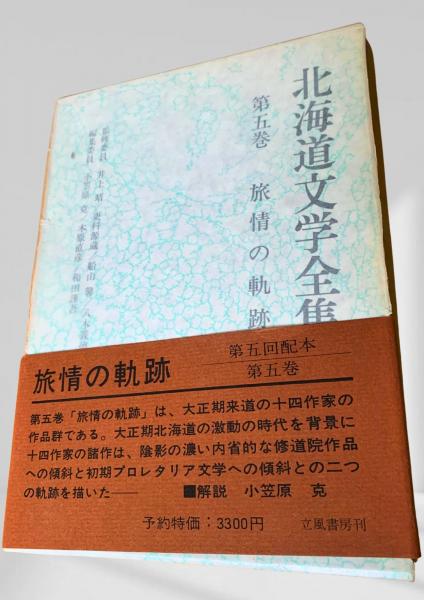 北海道文学全集
第五巻 旅情の軌跡
監修委員 井上靖／更科源蔵／船山馨／八木義德
編集委員 小笠原克／木原直彦／和田謹吾
第五回配本
第五巻
旅情の軌跡
第五巻「旅情の軌跡」は、大正期来道の十四作家の
作品群である。大正期北海道の激動の時代を背景に
十四作家の諸作は、陰影の濃い内省的な修道院作品
への傾斜と初期プロレタリア文学への傾斜との二つ
の軌跡を描いた――
■解説 小笠原 克
予約特価：3300円
立風書房刊